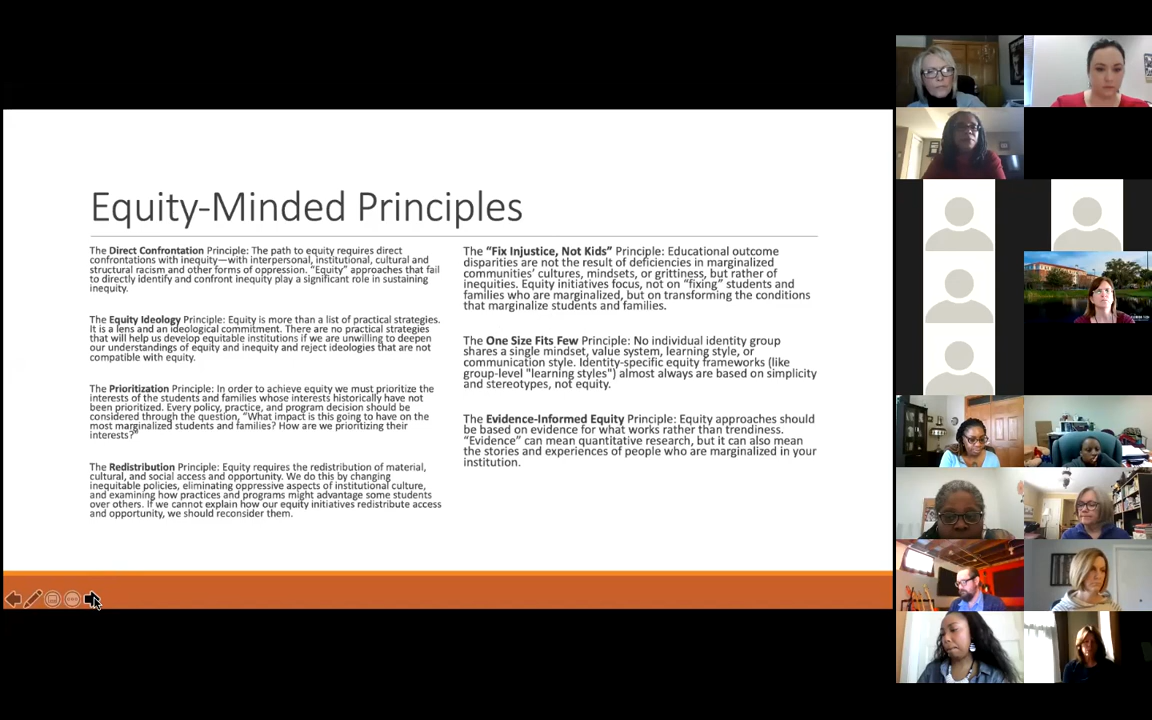 Equity-Minded Principles
The Direct Confrontation Principle: The path to equity requires direct
confrontations with inequity—with interpersonal, institutional, cultural and
structural racism and other forms of oppression. “Equity” approaches that fail
to directly identify and confront inequity play a significant role in sustaining
inequity.
The Equity Ideology Principle: Equity is more than a list of practical strategies.
It is a lens and an ideological commitment. There are no practical strategies
that will help us develop equitable institutions if we are unwilling to deepen
our understandings of equity and inequity and reject ideologies that are not
compatible with equity.
The Prioritization Principle: In order to achieve equity we must prioritize the
interests of the students and families whose interests historically have not
been prioritized. Every policy, practice, and program decision should be
considered through the question, “What impact is this going to have on the
most marginalized students and families? How are we prioritizing their
interests?”
The Redistribution Principle: Equity requires the redistribution of material,
cultural, and social access and opportunity. We do this by changing
inequitable policies, eliminating oppressive aspects of institutional culture,
and examining how practices and programs might advantage some students
over others. If we cannot explain how our equity initiatives redistribute access
and opportunity, we should reconsider them.
The “Fix Injustice, Not Kids” Principle: Educational outcome
disparities are not the result of deficiencies in marginalized
communities’ cultures, mindsets, or grittiness, but rather of
inequities. Equity initiatives focus, not on “fixing” students and
families who are marginalized, but on transforming the conditions
that marginalize students and families.
The One Size Fits Few Principle: No individual identity group
shares a single mindset, value system, learning style, or
communication style. Identity-specific equity frameworks (like
group-level "learning styles") almost always are based on simplicity
and stereotypes, not equity.
The Evidence-Informed Equity Principle: Equity approaches should
be based on evidence for what works rather than trendiness.
“Evidence” can mean quantitative research, but it can also mean
the stories and experiences of people who are marginalized in your
institution.